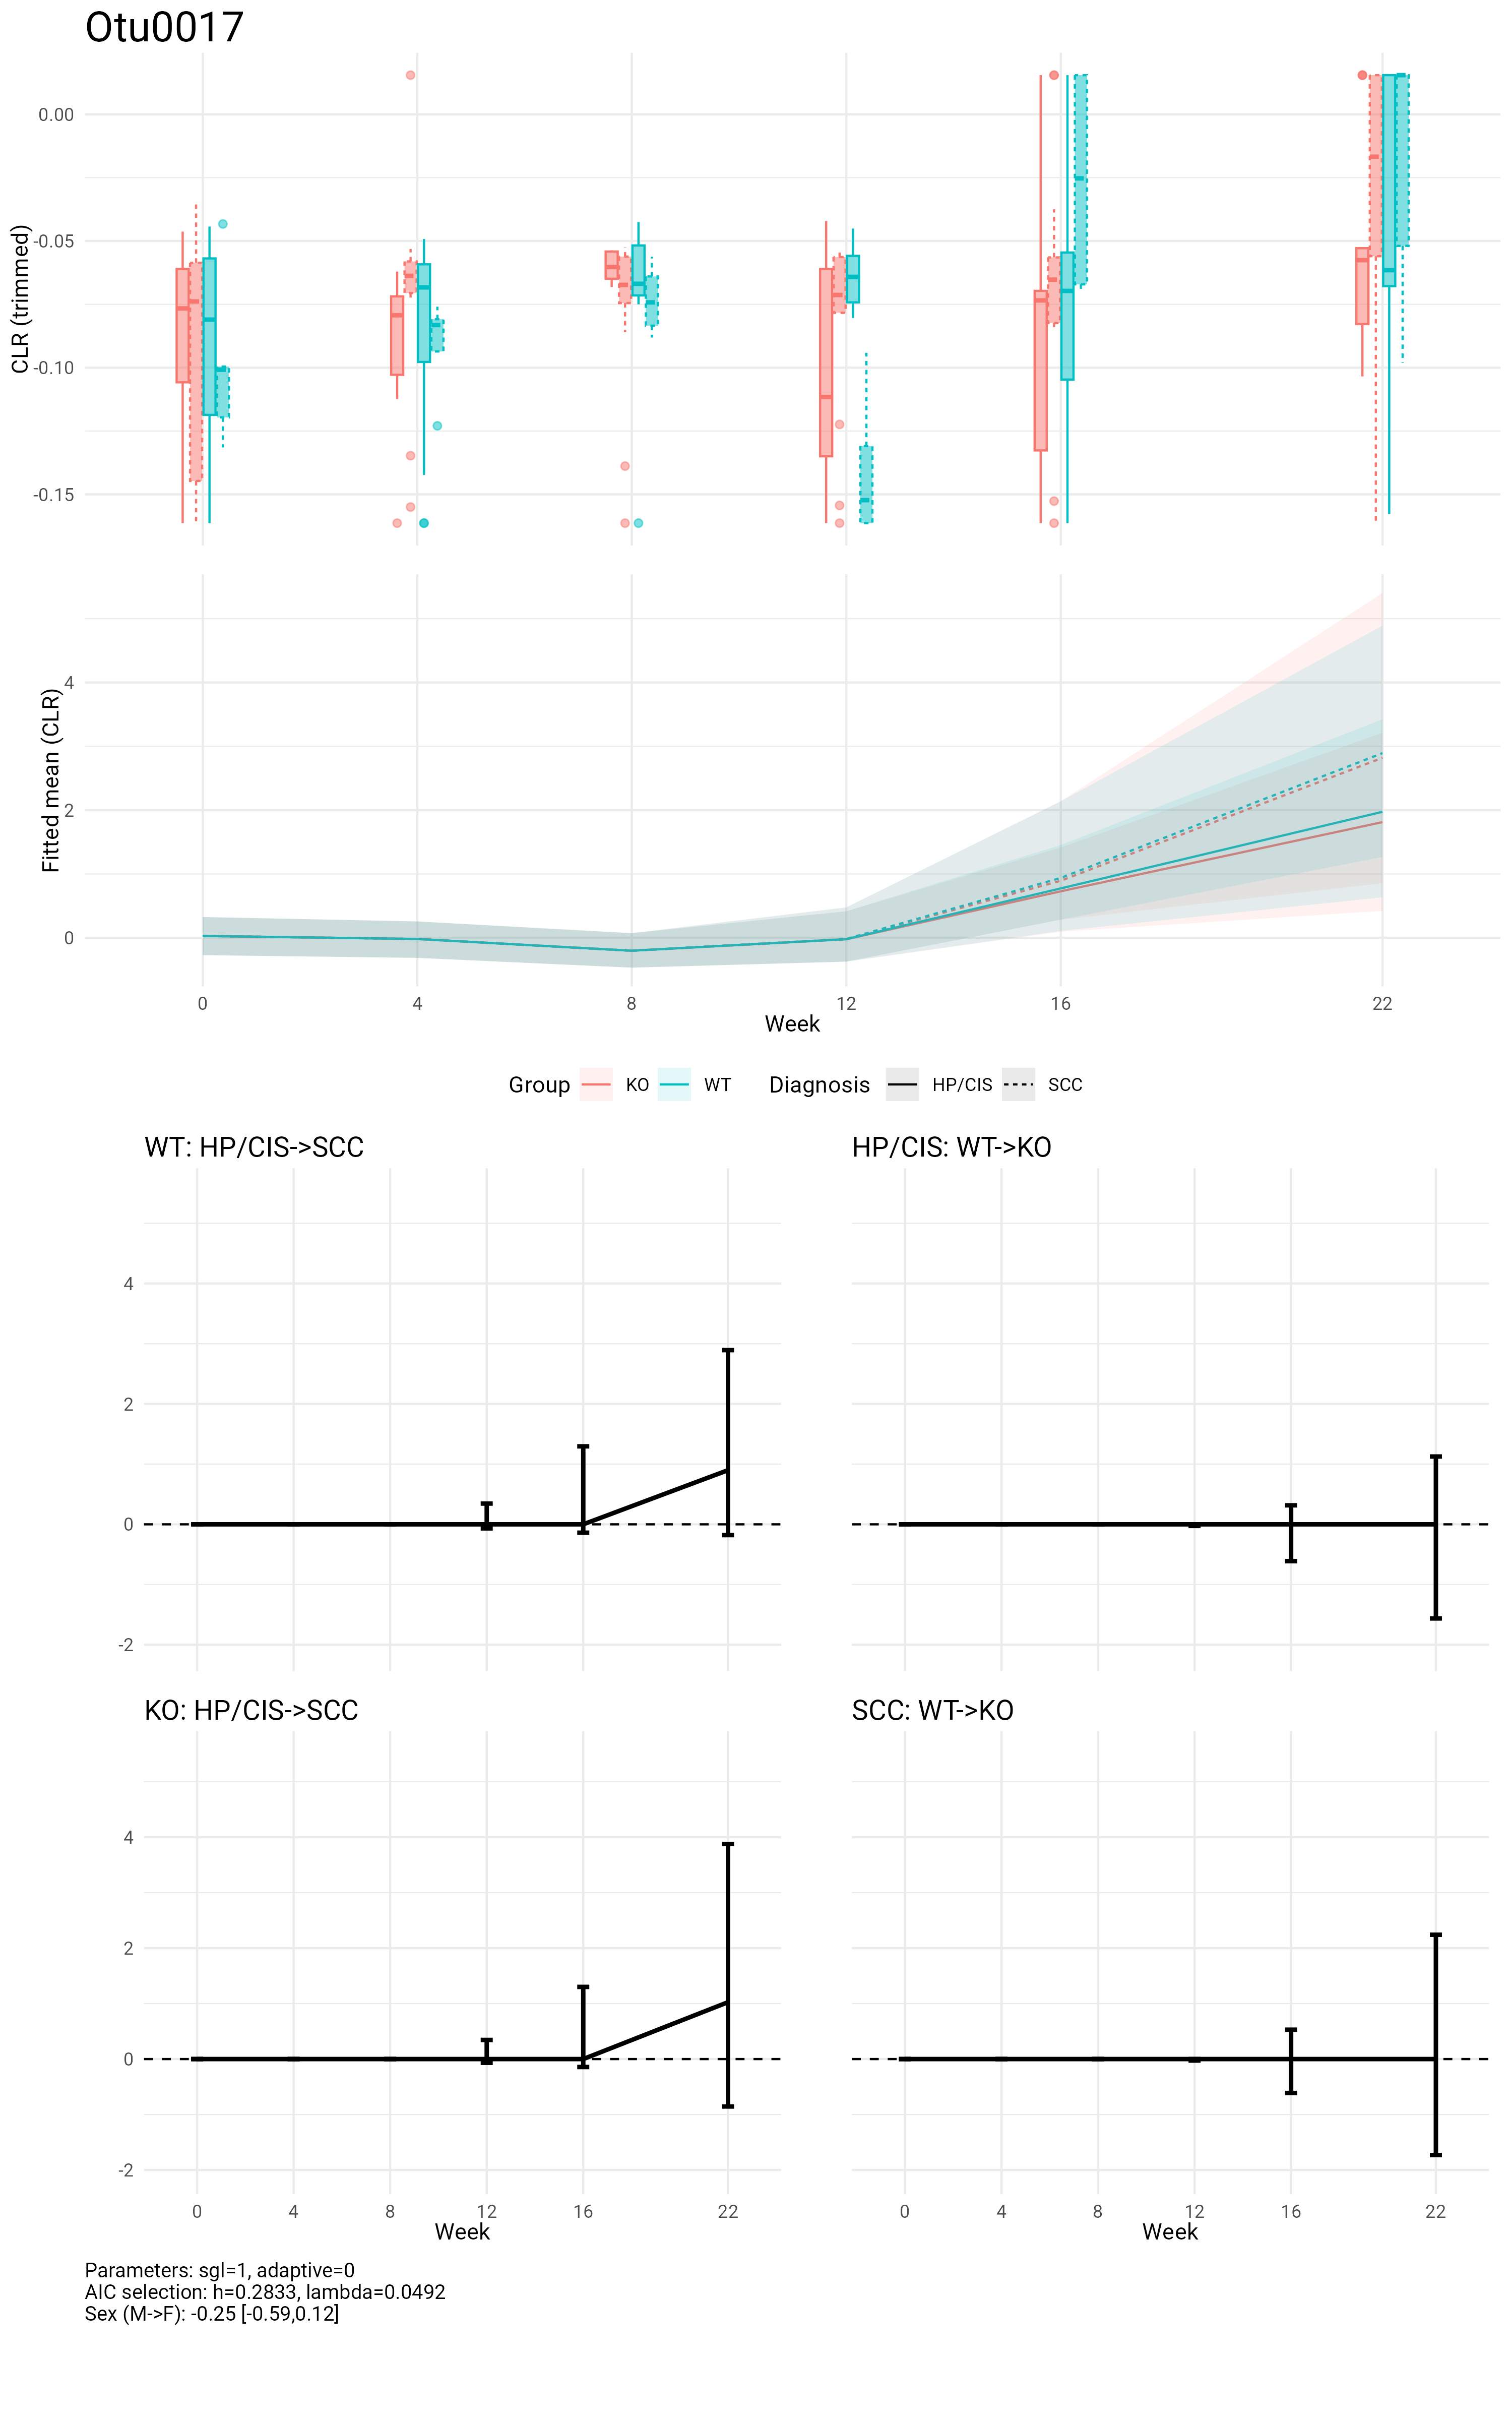 Otu0017
CLR (trimmed)
0.00
-0.05
-0.10
-0.15
Fitted mean (CLR)
4
2
0
0 4 8 12 16 22
Week
Group KO WT Diagnosis HP/CIS SCC
WT: HP/CIS->SCC
HP/CIS: WT->KO
4
2
0
-2
KO: HP/CIS->SCC
SCC: WT->KO
4
2
0
-2
0 4 8 12 16 22
0 4 8 12 16 22
Week
Week
Parameters: sgl=1, adaptive=0
AIC selection: h=0.2833, lambda=0.0492
Sex (M->F): -0.25 [-0.59,0.12]